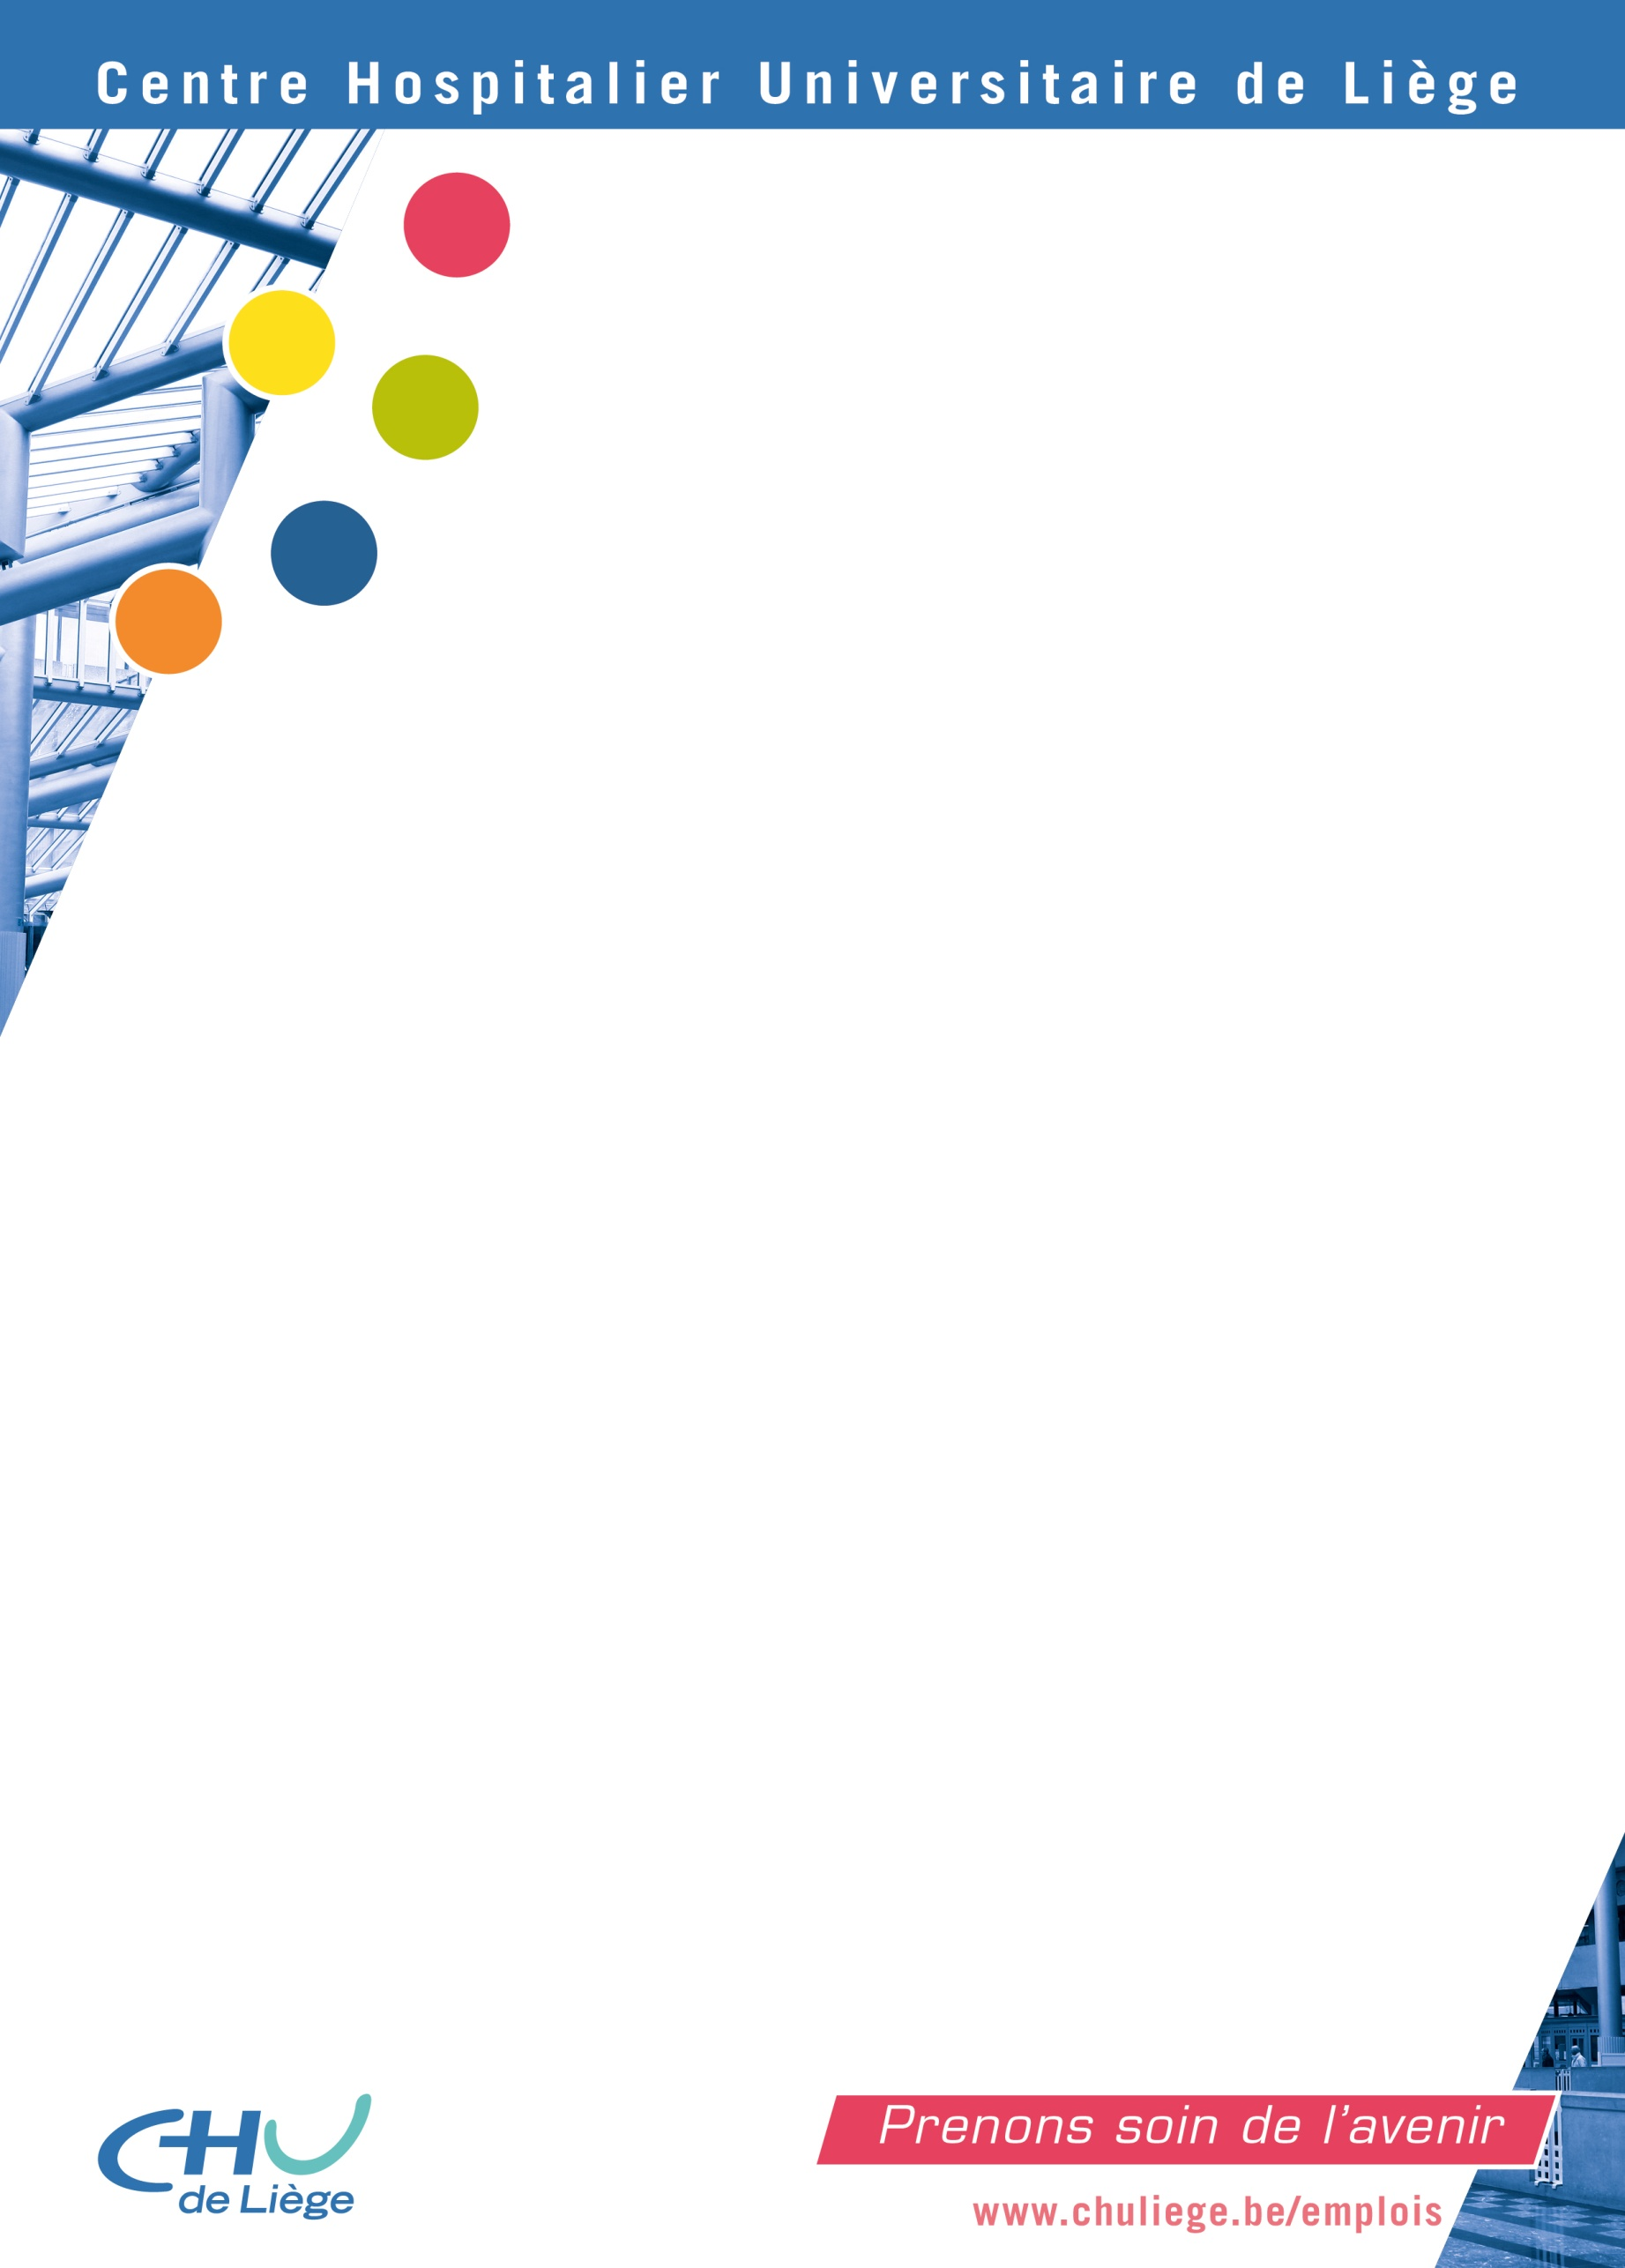 Centre Hospitalier Universitaire de Liège
CHU
de Liège
Prenons soin de l'avenir
www.chuliege.be/emplois